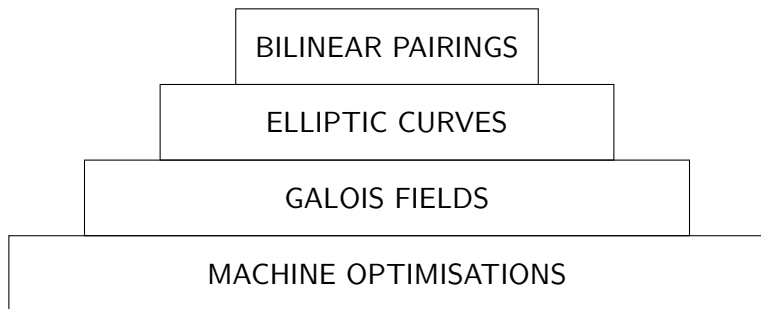 BILINEAR PAIRINGS
ELLIPTIC CURVES
GALOIS FIELDS
MACHINE OPTIMISATIONS